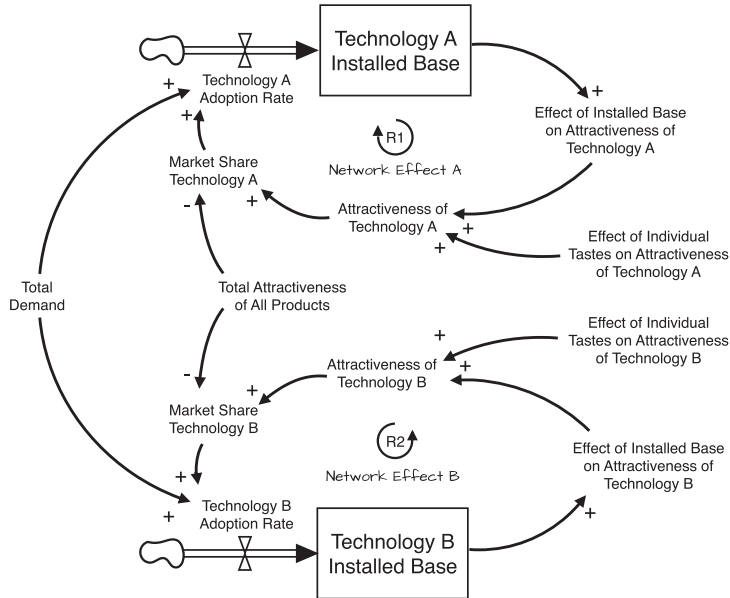 Technology A
Installed Base
+
Technology A
Adoption Rate
+
+
Effect of Installed Base
on Attractiveness of
Technology A
R1
Network Effect A
Market Share
Technology A
-
+
Attractiveness of
Technology A
+
+
Effect of Individual
Tastes on Attractiveness
of Technology A
Total
Demand
Total Attractiveness
of All Products
Effect of Individual
Tastes on Attractiveness
of Technology B
+
+
Attractiveness of
Technology B
-
+
Market Share
Technology B
R2
Network Effect B
Effect of Installed Base
on Attractiveness of
Technology B
+
+
Technology B
Adoption Rate
+
Technology B
Installed Base